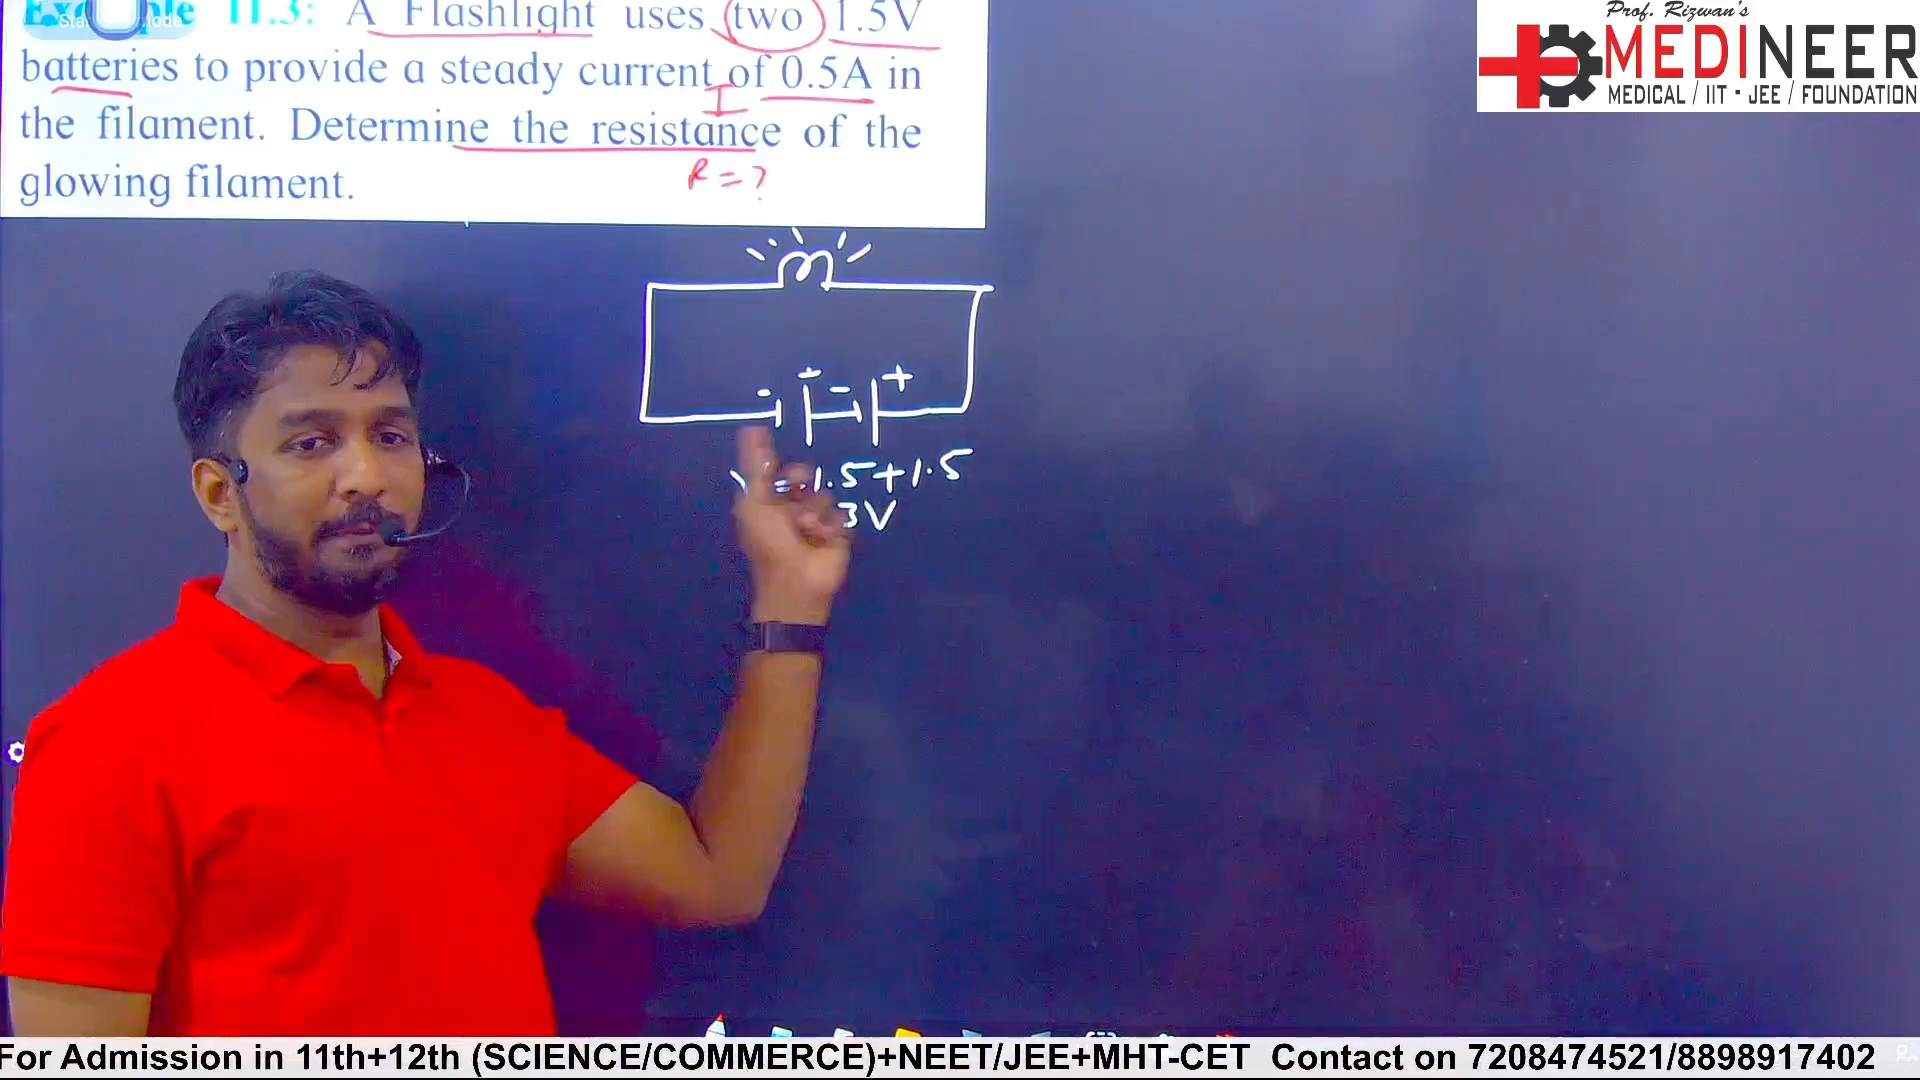 11.3: A Flashlight uses two 1.5V
batteries to provide a steady current of 0.5A in
I
the filament. Determine the resistance of the
R = ?
glowing filament.
Prof. Rizwan's
MEDINEER
MEDICAL / IIT - JEE / FOUNDATION
- + - +
= 1.5 + 1.5
3V
For Admission in 11th+12th (SCIENCE/COMMERCE)+NEET/JEE+MHT-CET Contact on 7208474521/8898917402